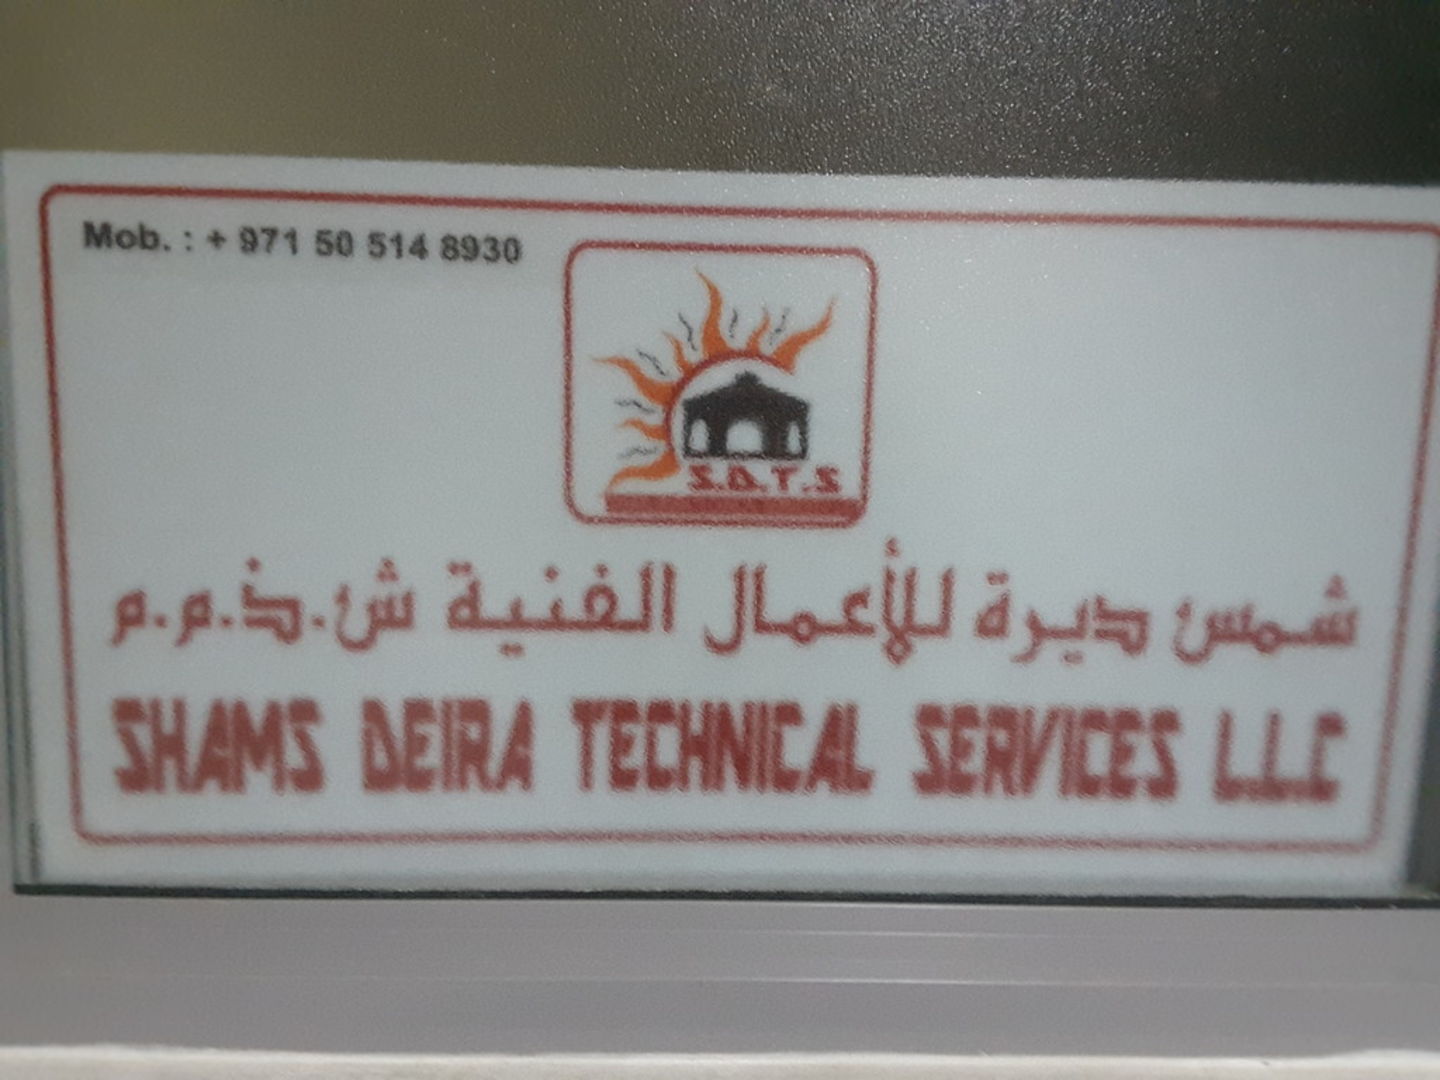 Mob. : + 971 50 514 8930
S.D.T.S
شمس ديرة للأعمال الفنية ش.ذ.م.م
SHAMS DEIRA TECHNICAL SERVICES L.L.C